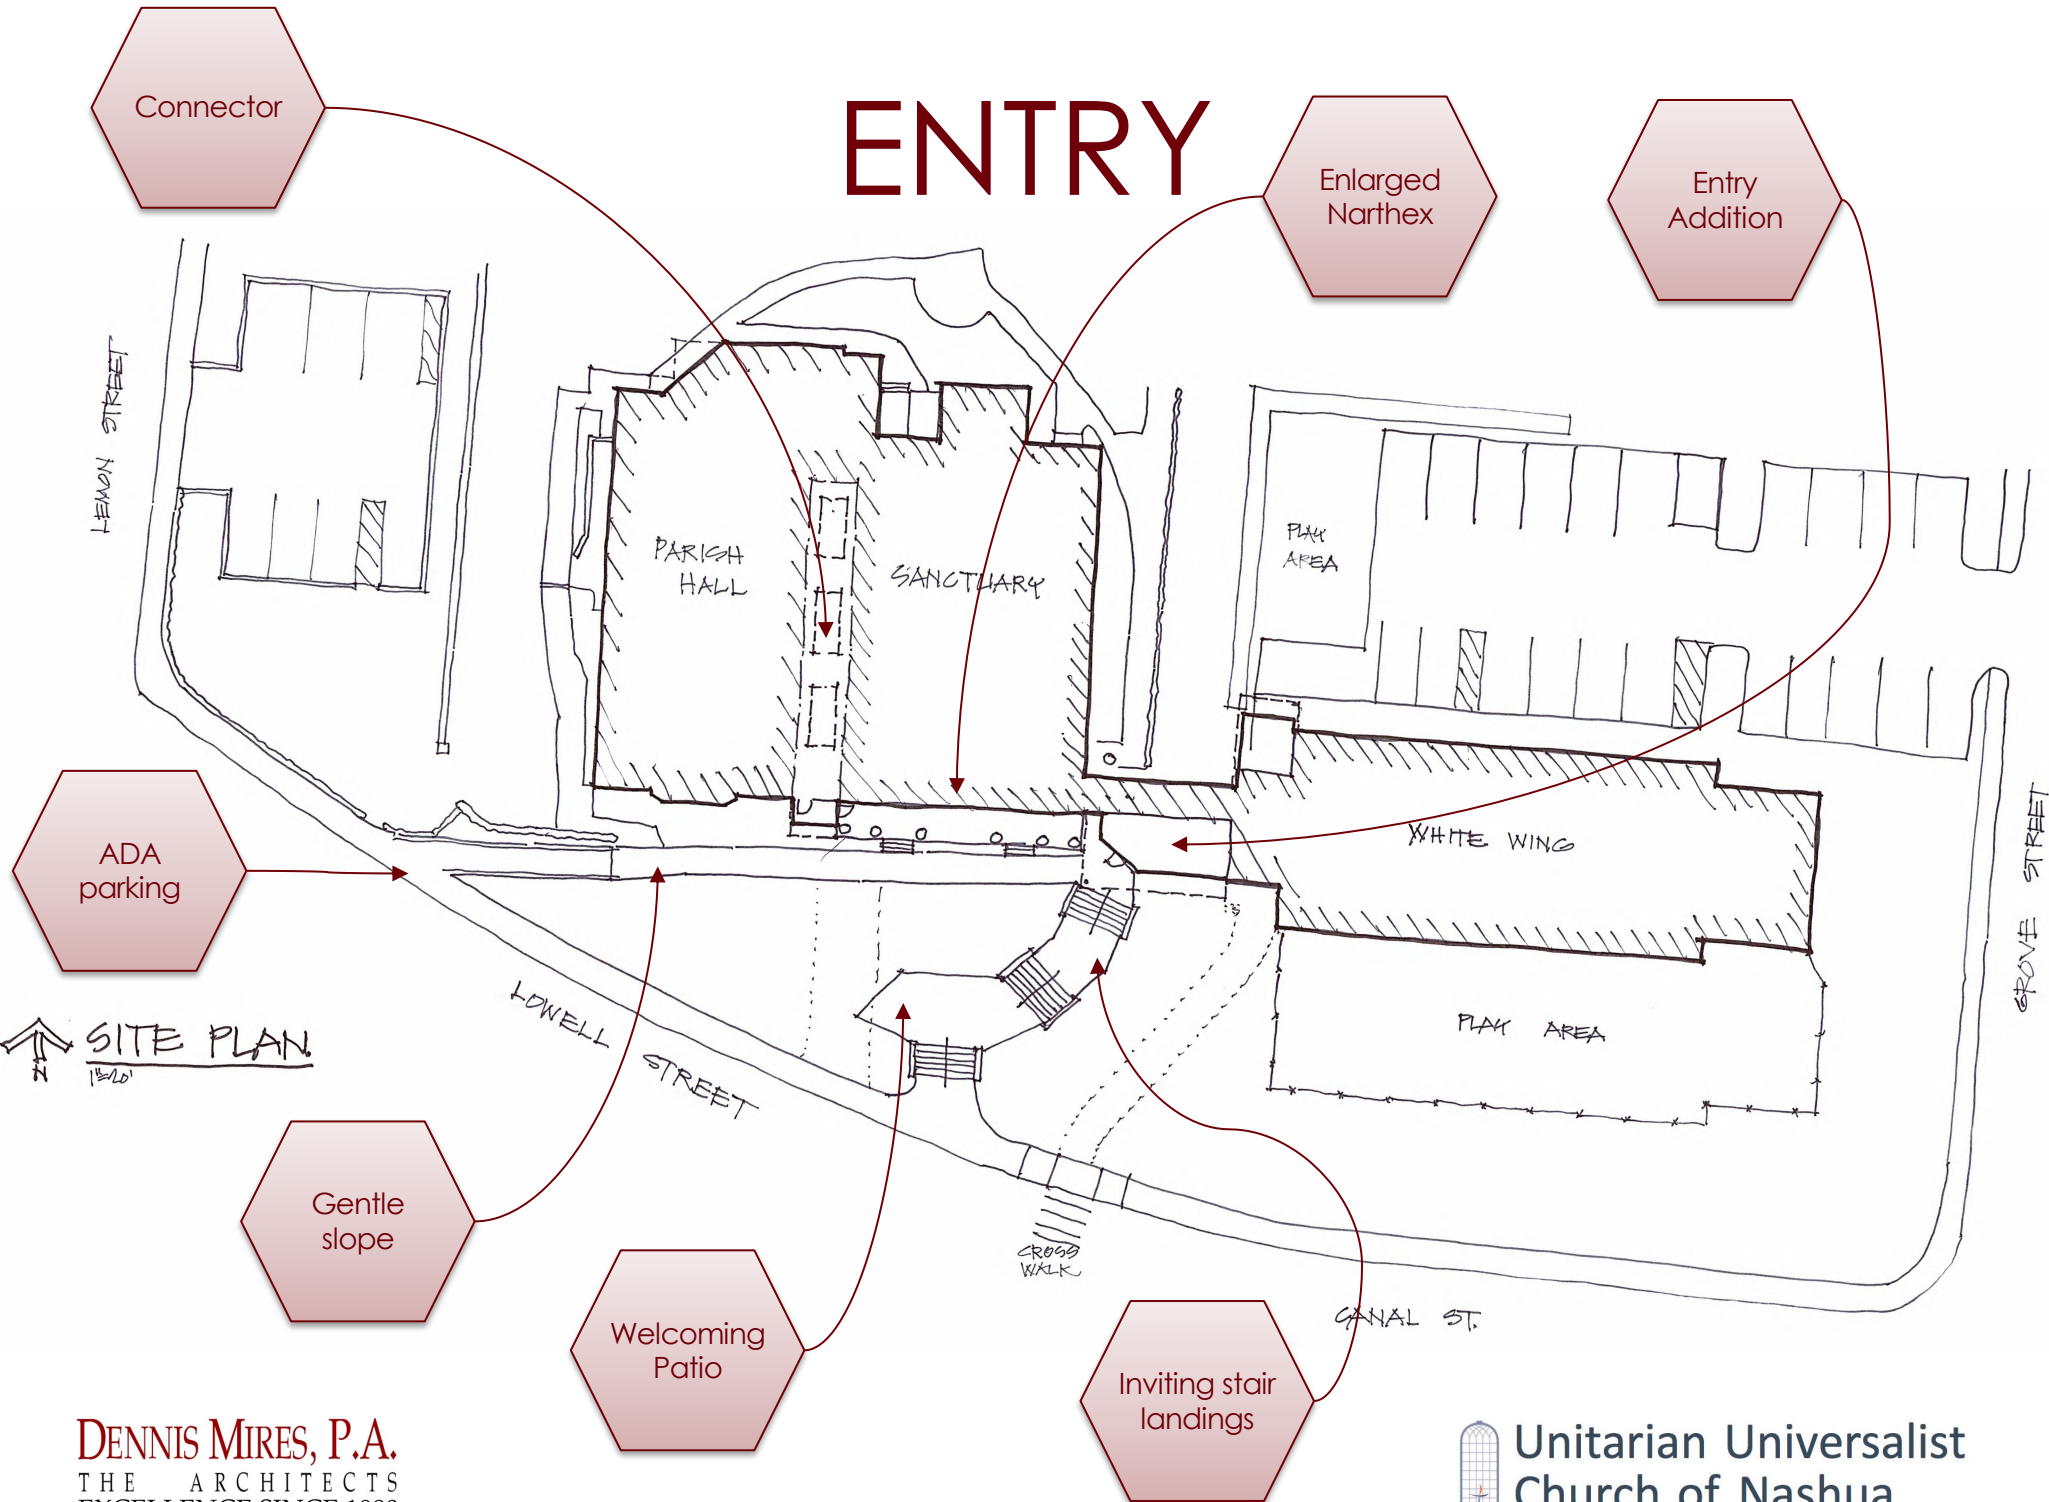 Connector
ENTRY
Enlarged
Narthex
Entry
Addition
LEMON STREET
PARISH
HALL
SANCTUARY
PLAY
AREA
WHITE WING
GROVE STREET
ADA
parking
PLAY AREA
LOWELL
STREET
N
SITE PLAN
1"=20'
Gentle
slope
Welcoming
Patio
CROSS
WALK
CANAL ST.
Inviting stair
landings
DENNIS MIRES, P.A.
THE ARCHITECTS
Unitarian Universalist
Church of Nashua